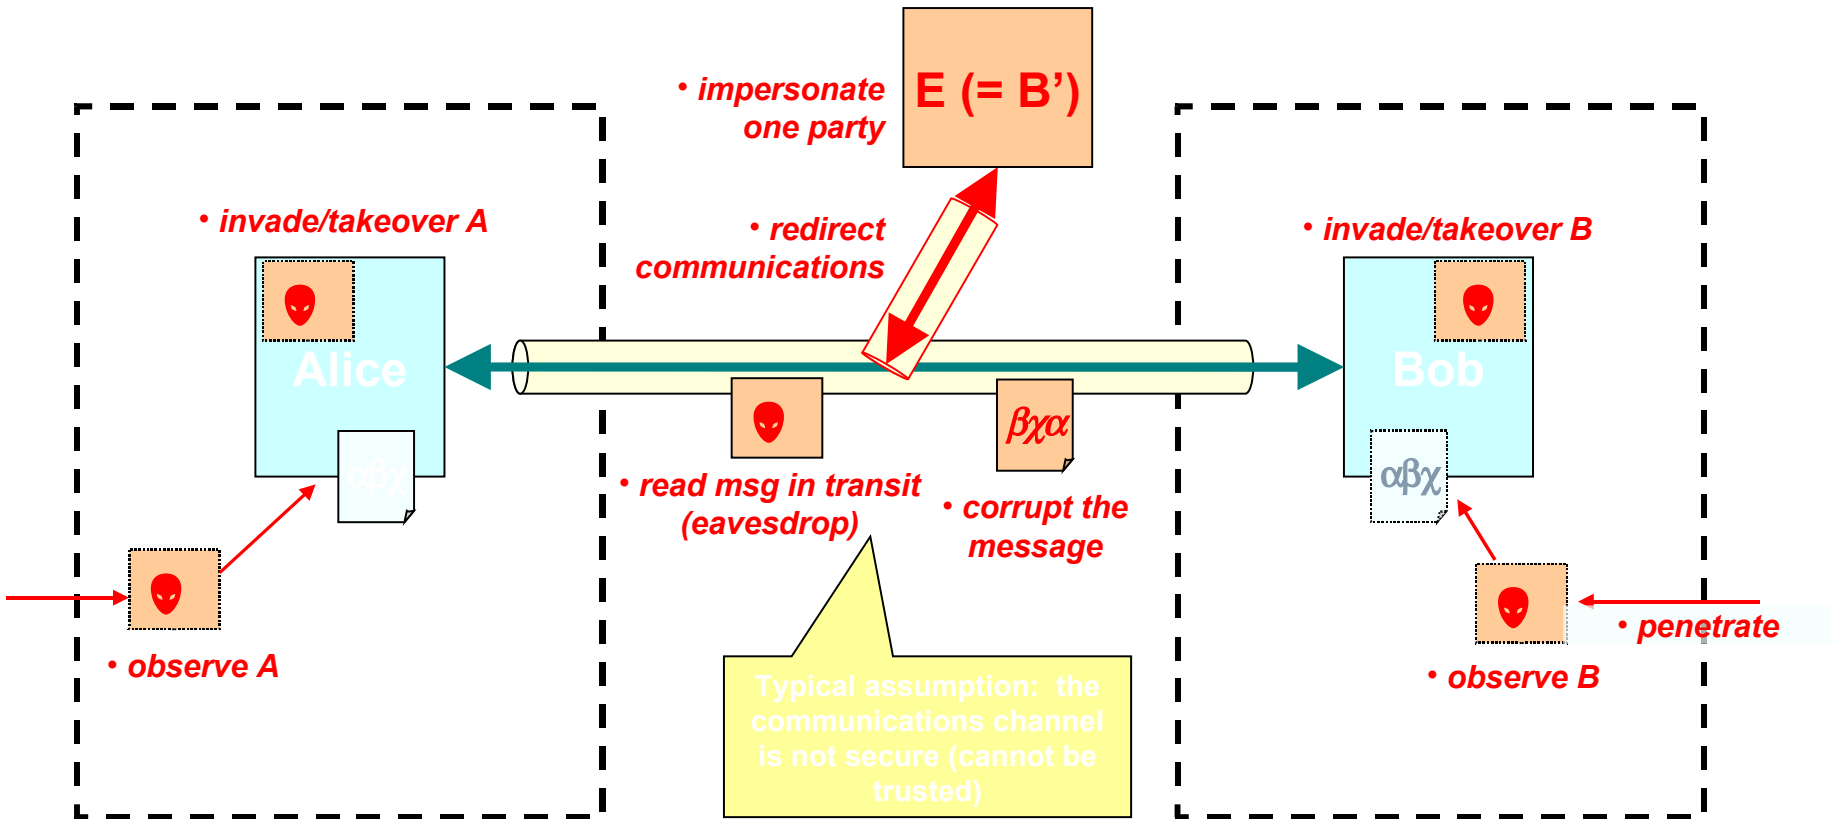 E (= B’)
• impersonate
one party
• invade/takeover A
• redirect
communications
• invade/takeover B
Alice
Bob
αβχ
βχα
αβχ
• read msg in transit
(eavesdrop)
• corrupt the
message
• observe A
• penetrate
• observe B
Typical assumption: the
communications channel
is not secure (cannot be
trusted)